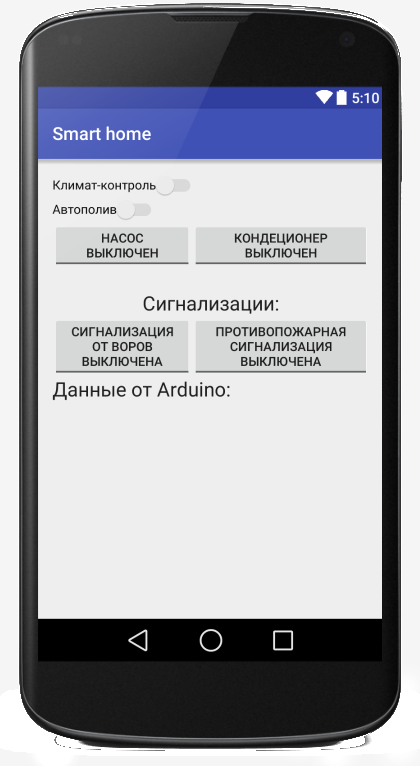 5:10
Smart home
Климат-контроль
Автополив
НАСОС
ВЫКЛЮЧЕН
КОНДЕЦИОНЕР
ВЫКЛЮЧЕН
Сигнализации:
СИГНАЛИЗАЦИЯ
ОТ ВОРОВ
ВЫКЛЮЧЕНА
ПРОТИВОПОЖАРНАЯ
СИГНАЛИЗАЦИЯ
ВЫКЛЮЧЕНА
Данные от Arduino: